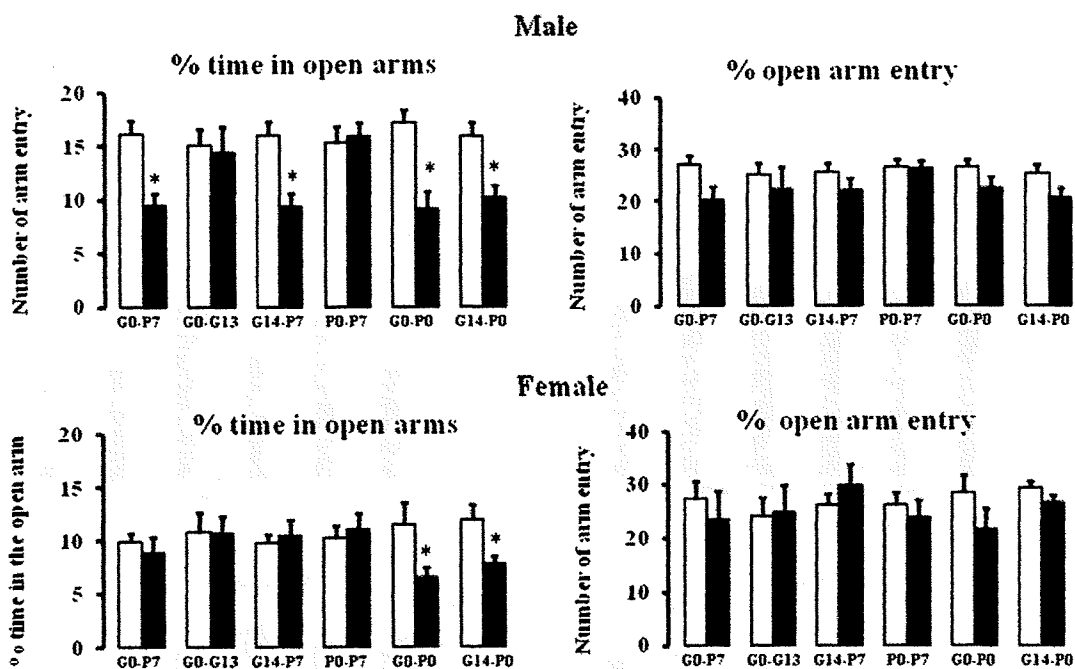 Male
% time in open arms
Number of arm entry
20
15
10
5
0
*
*
*
*
G0-P7 G0-G13 G14-P7 P0-P7 G0-P0 G14-P0
% open arm entry
Number of arm entry
40
30
20
10
0
G0-P7 G0-G13 G14-P7 P0-P7 G0-P0 G14-P0
Female
% time in open arms
% time in the open arm
20
15
10
5
0
*
*
G0-P7 G0-G13 G14-P7 P0-P7 G0-P0 G14-P0
% open arm entry
Number of arm entry
40
30
20
10
0
G0-P7 G0-G13 G14-P7 P0-P7 G0-P0 G14-P0